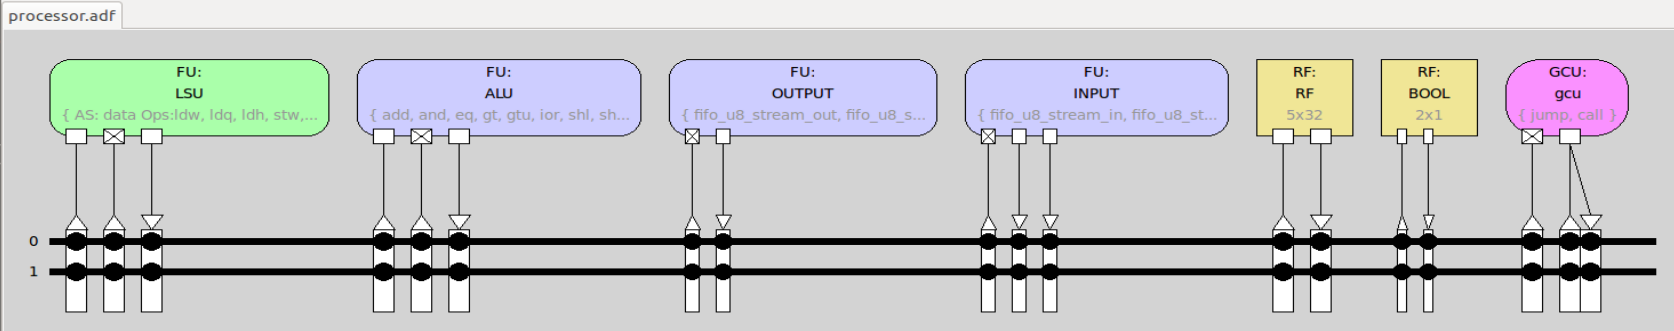 processor.adf
FU:
LSU
{ AS: data Ops:ldw, ldq, ldh, stw,...
FU:
ALU
{ add, and, eq, gt, gtu, ior, shl, sh...
FU:
OUTPUT
{ fifo_u8_stream_out, fifo_u8_s...
FU:
INPUT
{ fifo_u8_stream_in, fifo_u8_st...
RF:
RF
5x32
RF:
BOOL
2x1
GCU:
gcu
{ jump, call }
0
1